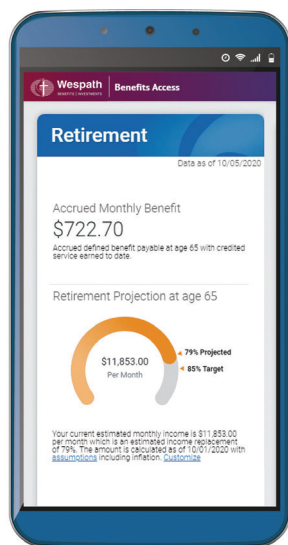 Wespath
BENEFITS | INVESTMENTS
Benefits Access
Retirement
Data as of 10/05/2020
Accrued Monthly Benefit
$722.70
Accrued defined benefit payable at age 65 with credited
service earned to date.
Retirement Projection at age 65
79% Projected
$11,853.00
85% Target
Per Month
Your current estimated monthly income is $11,853.00
per month which is an estimated income replacement
of 79%. The amount is calculated as of 10/01/2020 with
assumptions including inflation. Customize